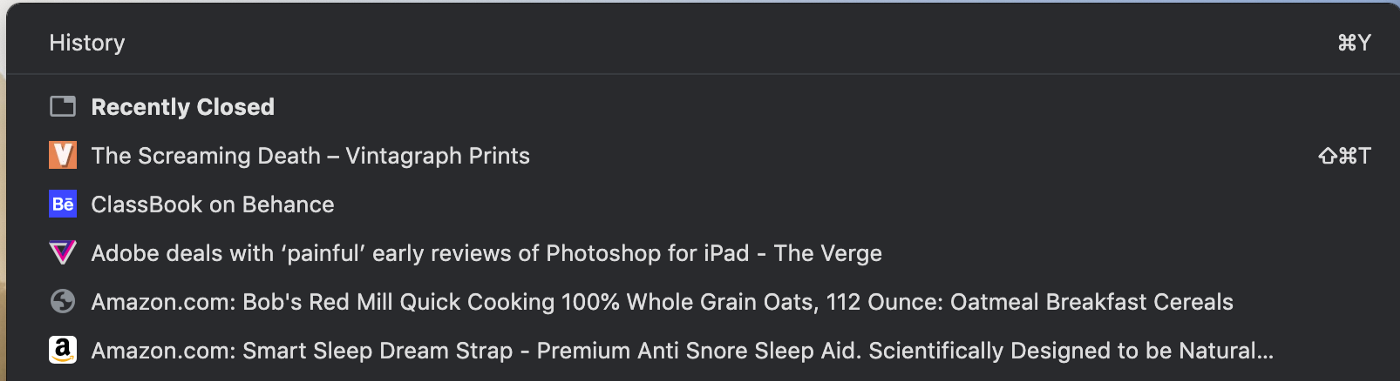 History ⌘Y
Recently Closed
The Screaming Death – Vintagraph Prints ⇧⌘T
Bē ClassBook on Behance
Adobe deals with ‘painful’ early reviews of Photoshop for iPad - The Verge
Amazon.com: Bob's Red Mill Quick Cooking 100% Whole Grain Oats, 112 Ounce: Oatmeal Breakfast Cereals
Amazon.com: Smart Sleep Dream Strap - Premium Anti Snore Sleep Aid. Scientifically Designed to be Natural...